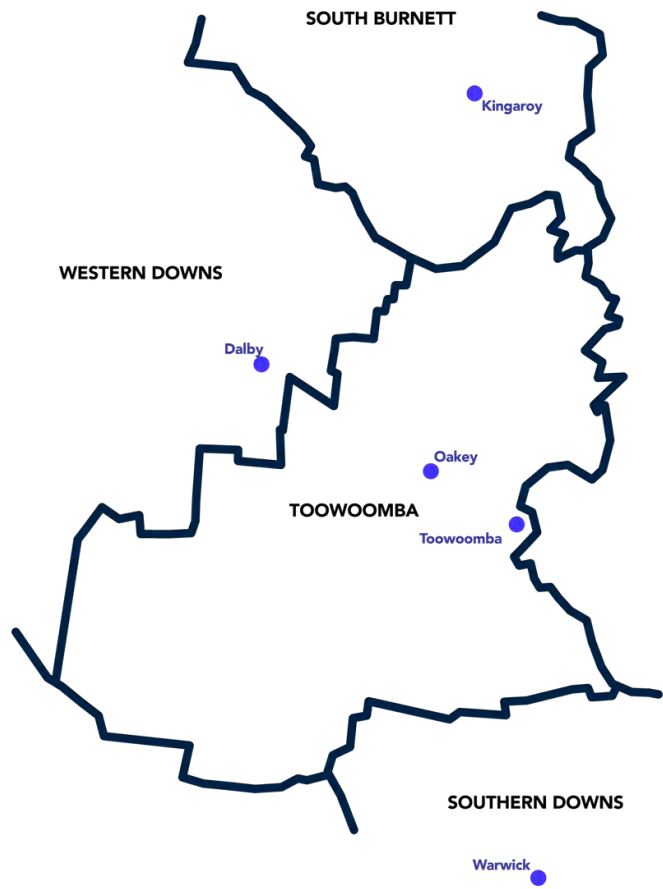 SOUTH BURNETT
Kingaroy
WESTERN DOWNS
Dalby
Oakey
TOOWOOMBA
Toowoomba
SOUTHERN DOWNS
Warwick